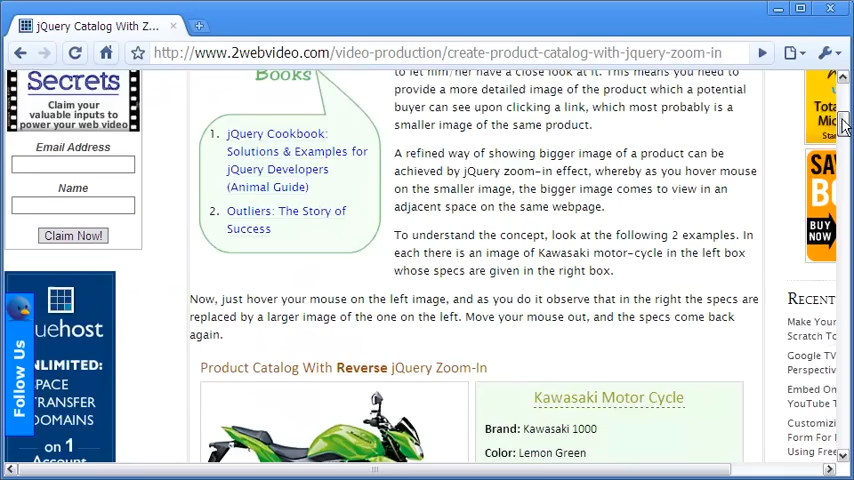 jQuery Catalog With Z...
http://www.2webvideo.com/video-production/create-product-catalog-with-jquery-zoom-in
Secrets
Claim your
valuable inputs to
power your web video
Email Address
Name
Claim Now!
UNLIMITED:
SPACE
TRANSFER
DOMAINS
on 1
Account
Follow Us
Books
1. jQuery Cookbook:
Solutions & Examples for
jQuery Developers
(Animal Guide)
2. Outliers: The Story of
Success
to let him/her have a close look at it. This means you need to
provide a more detailed image of the product which a potential
buyer can see upon clicking a link, which most probably is a
smaller image of the same product.
A refined way of showing bigger image of a product can be
achieved by jQuery zoom-in effect, whereby as you hover mouse
on the smaller image, the bigger image comes to view in an
adjacent space on the same webpage.
To understand the concept, look at the following 2 examples. In
each there is an image of Kawasaki motor-cycle in the left box
whose specs are given in the right box.
Now, just hover your mouse on the left image, and as you do it observe that in the right the specs are
replaced by a larger image of the one on the left. Move your mouse out, and the specs come back
again.
Product Catalog With Reverse jQuery Zoom-In
Kawasaki Motor Cycle
Brand: Kawasaki 1000
Color: Lemon Green
Tota
Mic
Star
SAV
BO
BUY
NOW
RECENT
Make Your
Scratch To
Google TV
Perspectiv
Embed On
YouTube T
Customizi
Form For
Using Free